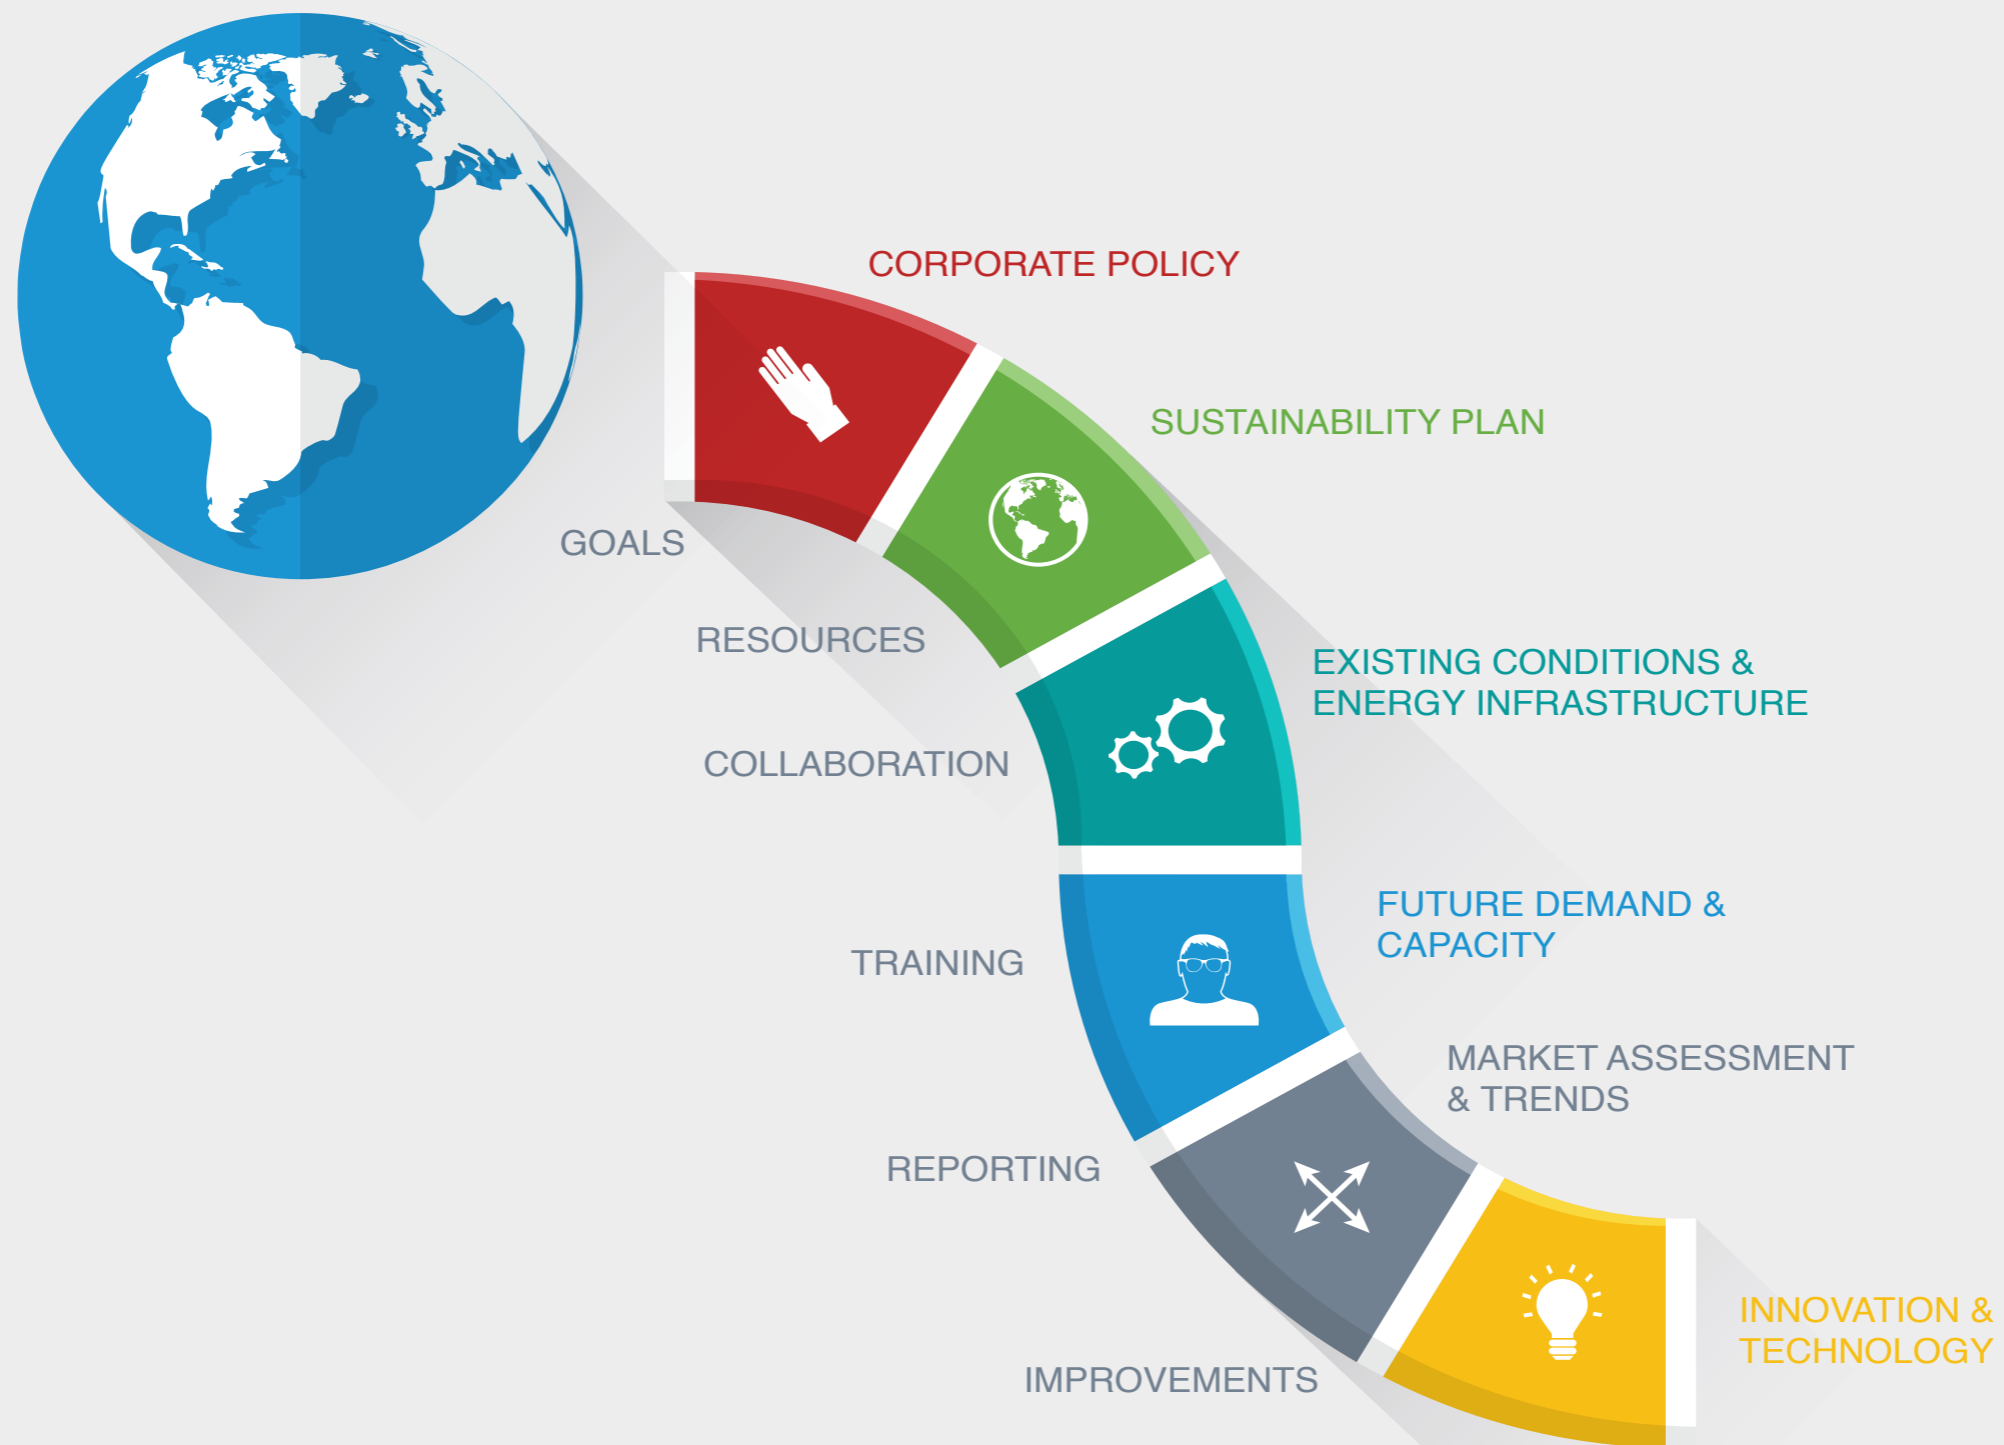 CORPORATE POLICY
SUSTAINABILITY PLAN
GOALS
RESOURCES
EXISTING CONDITIONS &
ENERGY INFRASTRUCTURE
COLLABORATION
FUTURE DEMAND &
CAPACITY
TRAINING
MARKET ASSESSMENT
& TRENDS
REPORTING
INNOVATION &
TECHNOLOGY
IMPROVEMENTS